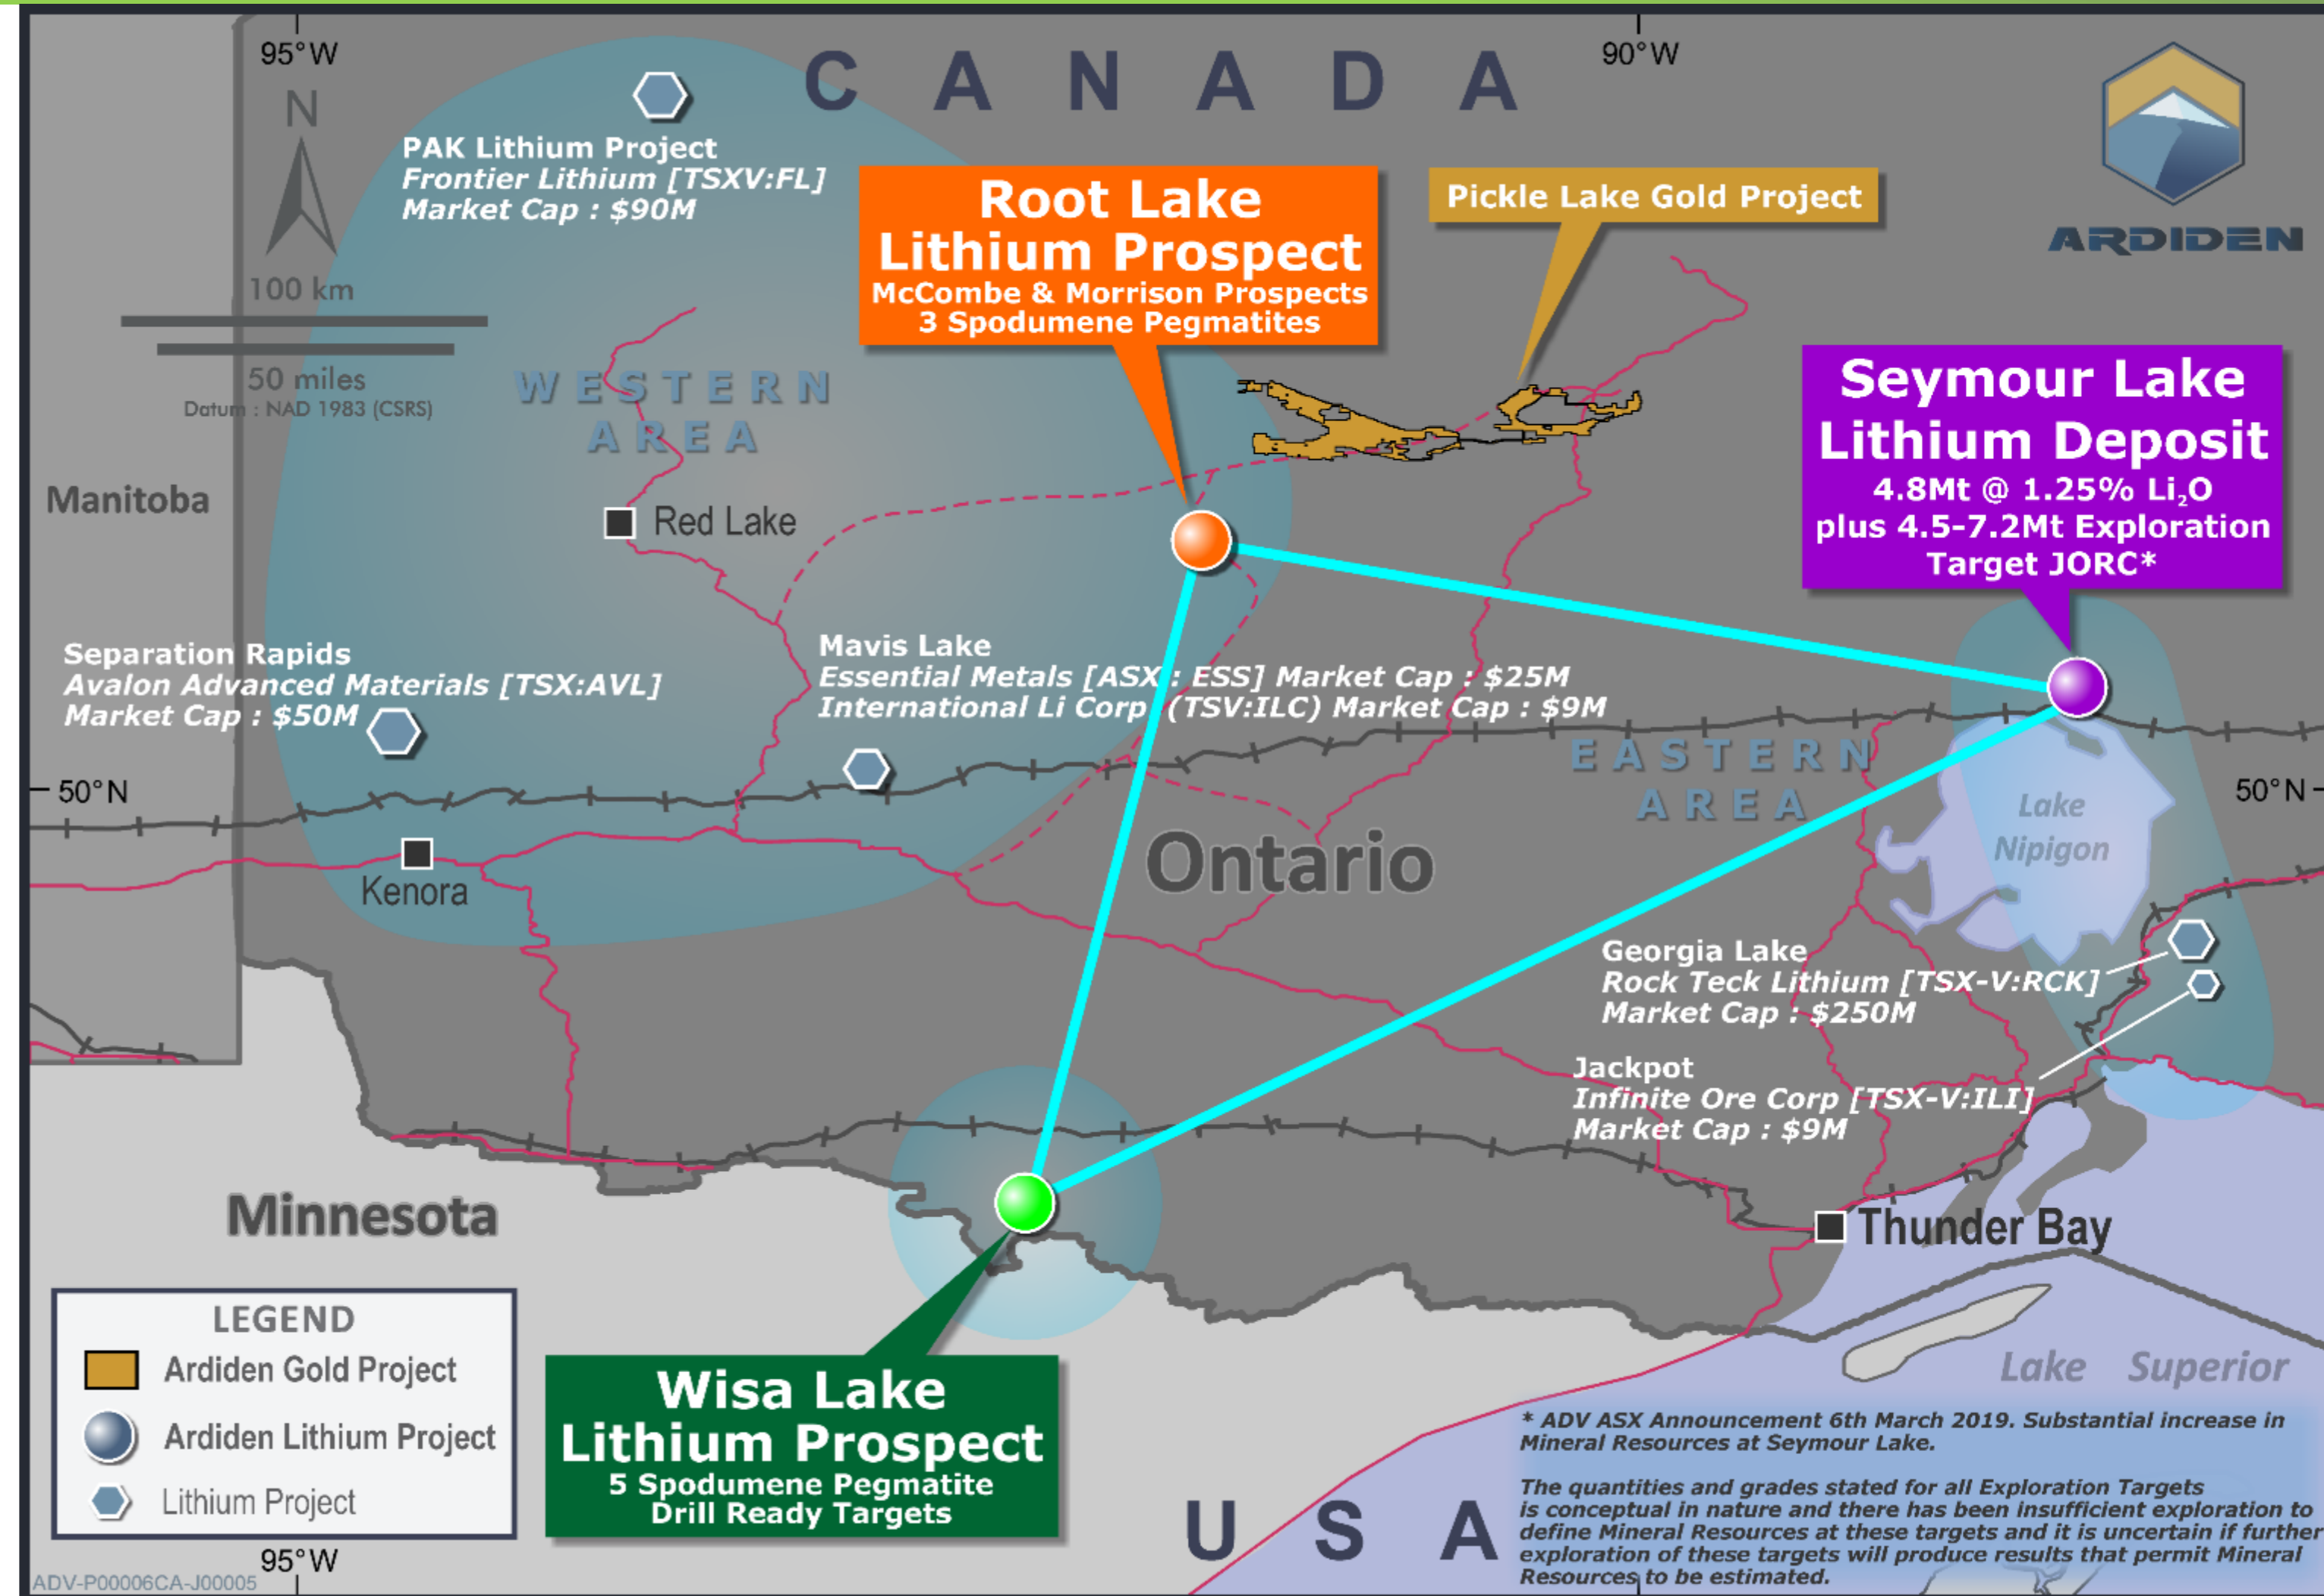 95°W
90°W
CANADA
N
ARDIDEN
PAK Lithium Project
Frontier Lithium [TSXV:FL]
Market Cap : $90M
Root Lake
Lithium Prospect
McCombe & Morrison Prospects
3 Spodumene Pegmatites
Pickle Lake Gold Project
100 km
50 miles
Datum : NAD 1983 (CSRS)
WESTERN
AREA
Seymour Lake
Lithium Deposit
4.8Mt @ 1.25% Li₂O
plus 4.5-7.2Mt Exploration
Target JORC*
Manitoba
Red Lake
Separation Rapids
Avalon Advanced Materials [TSX:AVL]
Market Cap : $50M
Mavis Lake
Essential Metals [ASX : ESS] Market Cap : $25M
International Li Corp (TSV:ILC) Market Cap : $9M
EASTERN
AREA
50°N
50°N
Lake
Nipigon
Ontario
Kenora
Georgia Lake
Rock Teck Lithium [TSX-V:RCK]
Market Cap : $250M
Jackpot
Infinite Ore Corp [TSX-V:ILI]
Market Cap : $9M
Minnesota
Thunder Bay
LEGEND
Ardiden Gold Project
Ardiden Lithium Project
Lithium Project
Wisa Lake
Lithium Prospect
5 Spodumene Pegmatite
Drill Ready Targets
Lake Superior
USA
* ADV ASX Announcement 6th March 2019. Substantial increase in
Mineral Resources at Seymour Lake.
The quantities and grades stated for all Exploration Targets
is conceptual in nature and there has been insufficient exploration to
define Mineral Resources at these targets and it is uncertain if further
exploration of these targets will produce results that permit Mineral
Resources to be estimated.
95°W
ADV-P00006CA-J00005